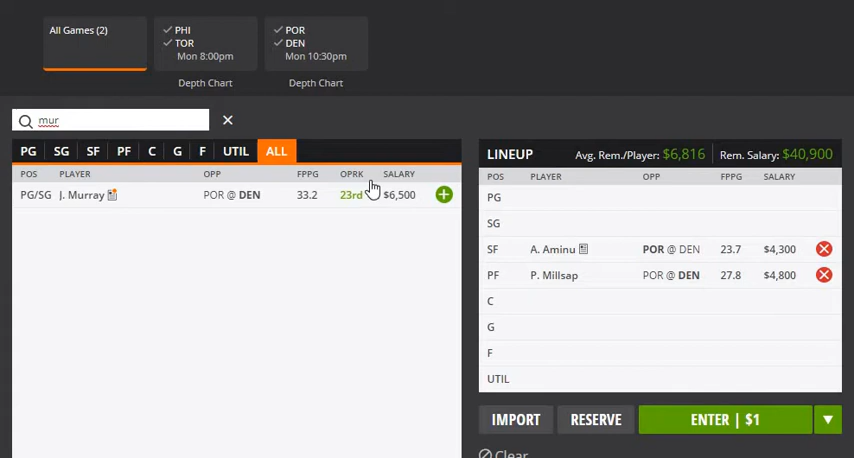 All Games (2)
PHI
TOR
Mon 8:00pm
Depth Chart
POR
DEN
Mon 10:30pm
Depth Chart
mur
PG SG SF PF C G F UTIL ALL
POS PLAYER OPP FPPG OPRK SALARY
PG/SG J. Murray POR @ DEN 33.2 23rd $6,500
LINEUP Avg. Rem./Player: $6,816 Rem. Salary: $40,900
POS PLAYER OPP FPPG SALARY
PG
SG
SF A. Aminu POR @ DEN 23.7 $4,300
PF P. Millsap POR @ DEN 27.8 $4,800
C
G
F
UTIL
IMPORT RESERVE ENTER | $1
Clear